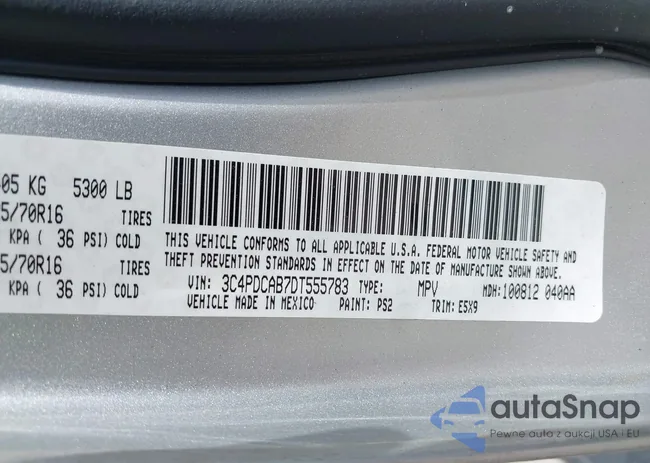 05 KG 5300 LB
5/70R16 TIRES
KPA ( 36 PSI) COLD
5/70R16 TIRES
KPA ( 36 PSI) COLD
THIS VEHICLE CONFORMS TO ALL APPLICABLE U.S.A. FEDERAL MOTOR VEHICLE SAFETY AND
THEFT PREVENTION STANDARDS IN EFFECT ON THE DATE OF MANUFACTURE SHOWN ABOVE.
VIN: 3C4PDCAB7DT555783 TYPE: MPV MDH: 100812 040AA
VEHICLE MADE IN MEXICO PAINT: PS2 TRIM: E5X9
autaSnap
Pewne auta z aukcji USA i EU